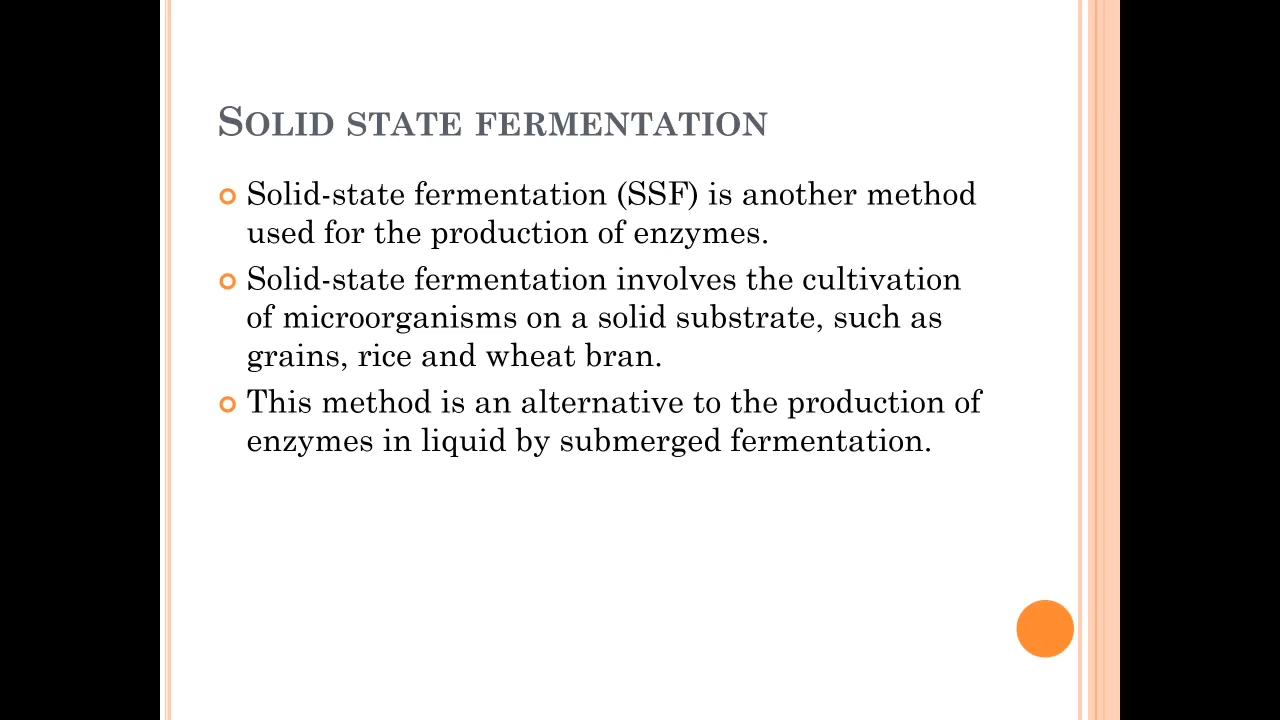 Solid state fermentation
Solid-state fermentation (SSF) is another method
used for the production of enzymes.
Solid-state fermentation involves the cultivation
of microorganisms on a solid substrate, such as
grains, rice and wheat bran.
This method is an alternative to the production of
enzymes in liquid by submerged fermentation.